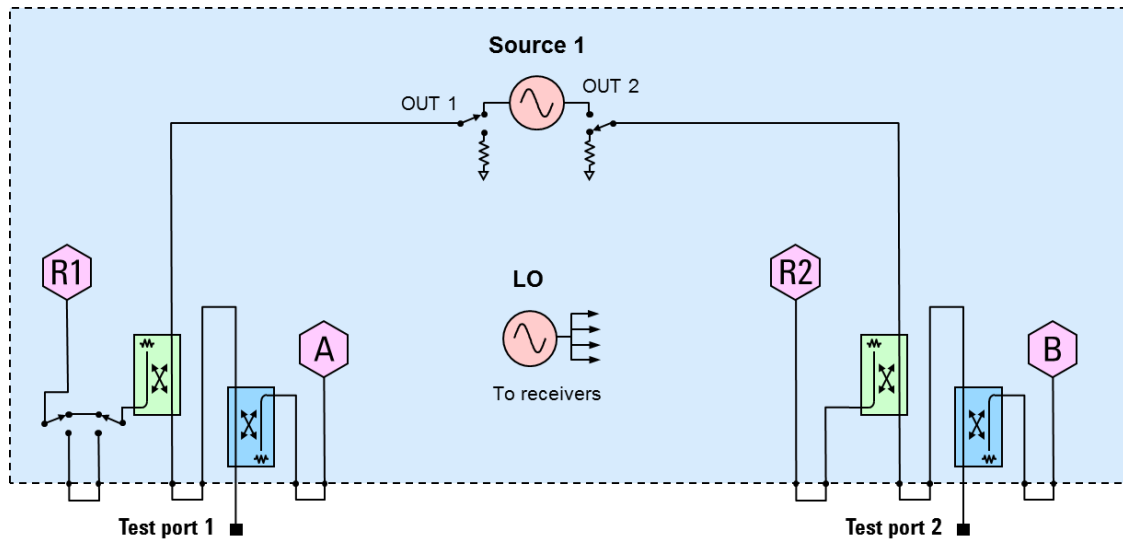 Source 1
OUT 1
OUT 2
R1
R2
LO
A
B
To receivers
Test port 1
Test port 2